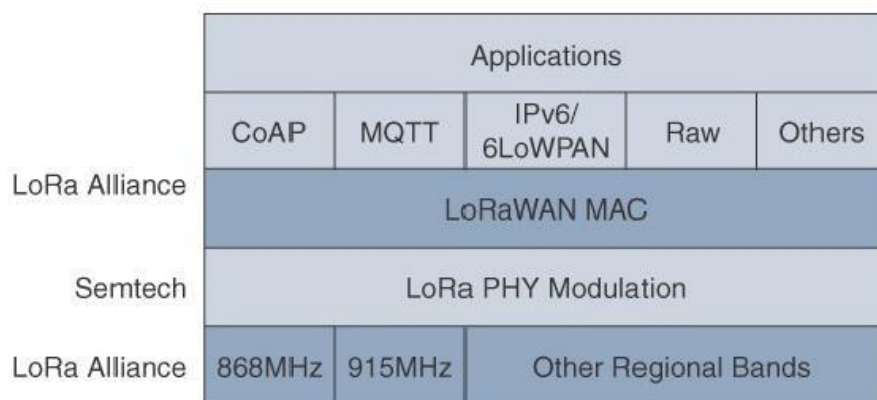 Applications
CoAP
MQTT
IPv6/
6LoWPAN
Raw
Others
LoRa Alliance
LoRaWAN MAC
Semtech
LoRa PHY Modulation
LoRa Alliance
868MHz
915MHz
Other Regional Bands